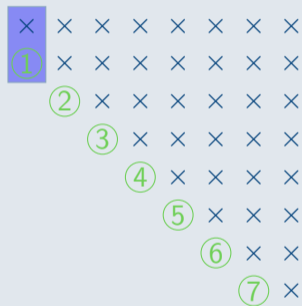 × × × × × × × ×
① × × × × × × ×
② × × × × × ×
③ × × × × ×
④ × × × ×
⑤ × × ×
⑥ × ×
⑦ ×